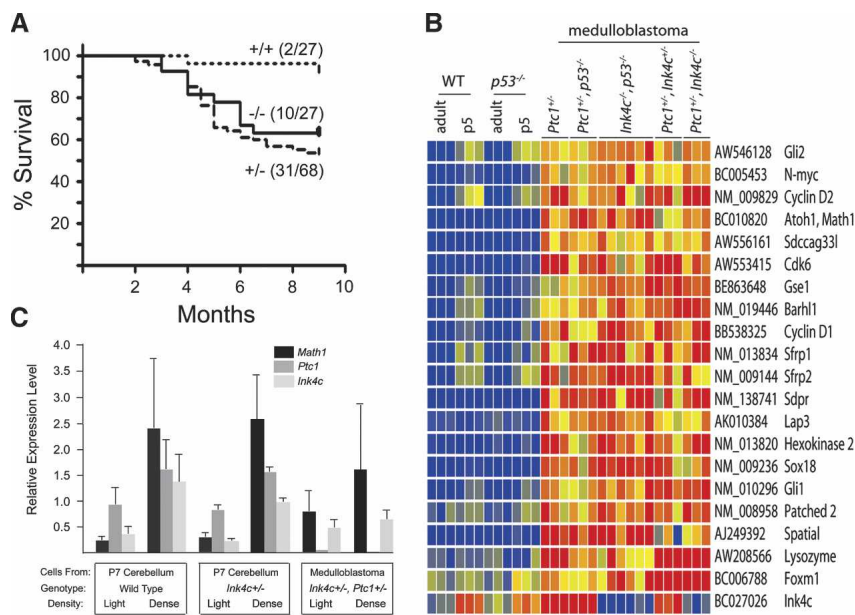 A
% Survival
100
80
60
40
20
0
2
4
6
8
10
Months
+/+ (2/27)
-/- (10/27)
+/- (31/68)
B
medulloblastoma
WT
p53-/-
adult
p5
adult
p5
Ptc1+/-
Ptc1+/-, p53-/-
Ink4c-/-, p53-/-
Ptc1+/-, Ink4c+/-
Ptc1+/-, Ink4c-/-
AW546128 Gli2
BC005453 N-myc
NM_009829 Cyclin D2
BC010820 Atoh1, Math1
AW556161 Sdccag33l
AW553415 Cdk6
BE863648 Gse1
NM_019446 Barhl1
BB538325 Cyclin D1
NM_013834 Sfrp1
NM_009144 Sfrp2
NM_138741 Sdpr
AK010384 Lap3
NM_013820 Hexokinase 2
NM_009236 Sox18
NM_010296 Gli1
NM_008958 Patched 2
AJ249392 Spatial
AW208566 Lysozyme
BC006788 Foxm1
BC027026 Ink4c
C
Relative Expression Level
4.0
3.5
3.0
2.5
2.0
1.5
1.0
0.5
Math1
Ptc1
Ink4c
Cells From: P7 Cerebellum P7 Cerebellum Medulloblastoma
Genotype: Wild Type Ink4c+/- Ink4c+/-, Ptc1+/-
Density: Light Dense Light Dense Light Dense